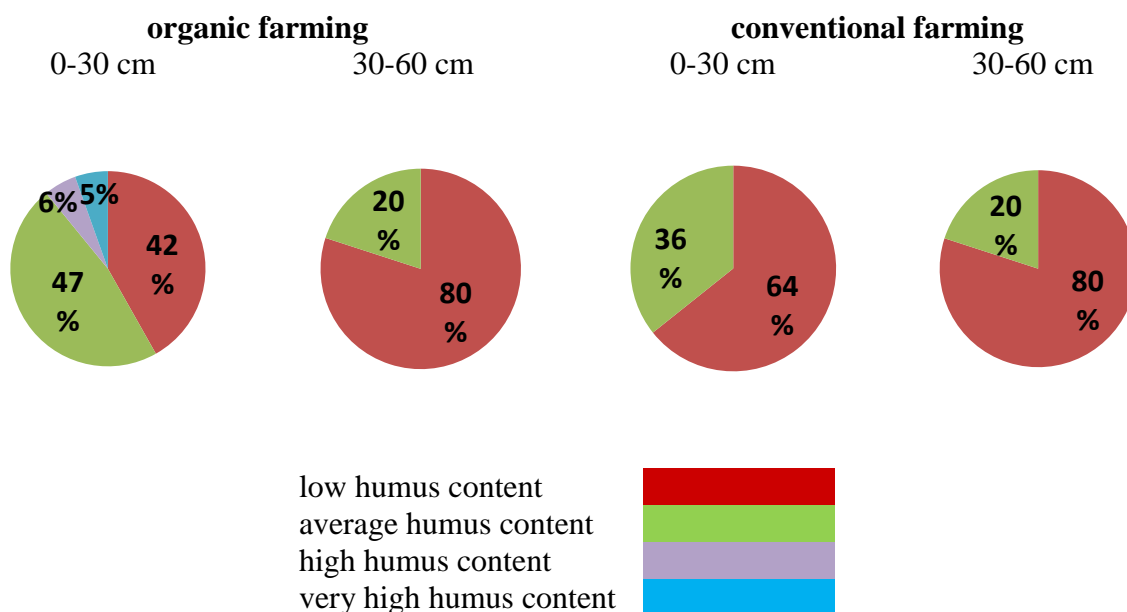 organic farming
conventional farming
0-30 cm
30-60 cm
0-30 cm
30-60 cm
6%
5%
42
%
47
%
20
%
80
%
36
%
64
%
20
%
80
%
low humus content
average humus content
high humus content
very high humus content